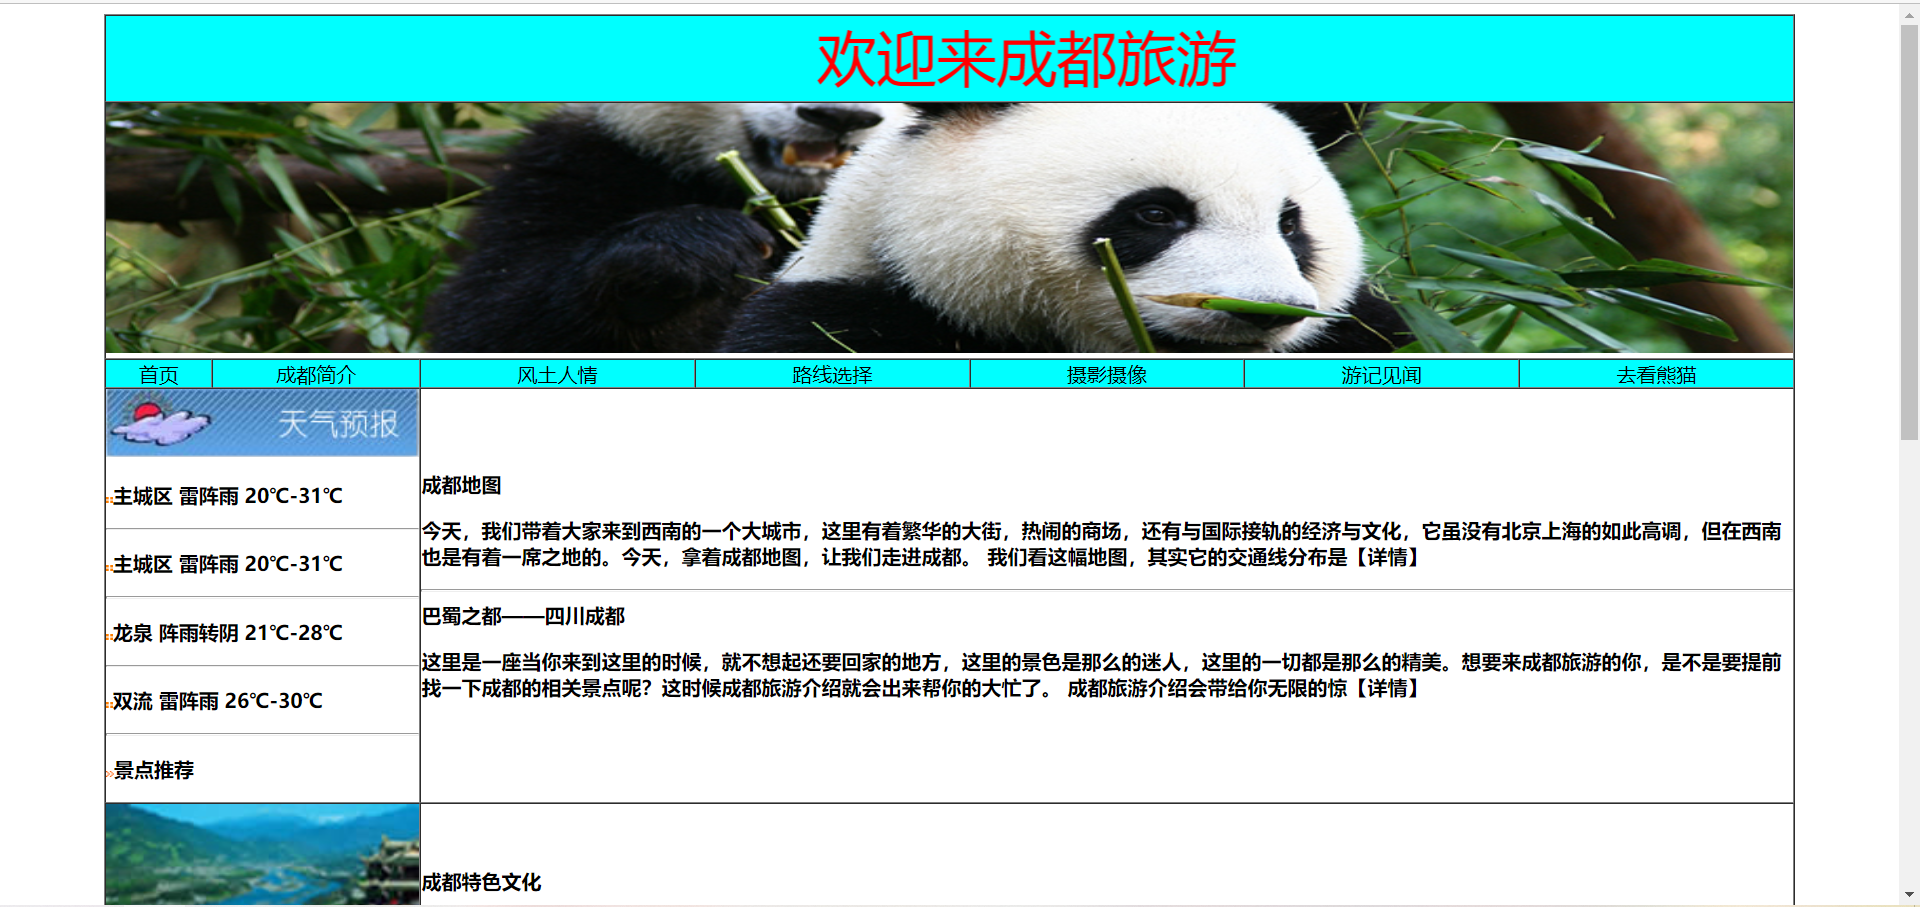 欢迎来成都旅游
首页 成都简介 风土人情 路线选择 摄影摄像 游记见闻 去看熊猫
天气预报
主城区 雷阵雨 20℃-31℃
主城区 雷阵雨 20℃-31℃
龙泉 阵雨转阴 21℃-28℃
双流 雷阵雨 26℃-30℃
»景点推荐
成都地图
今天，我们带着大家来到西南的一个大城市，这里有着繁华的大街，热闹的商场，还有与国际接轨的经济与文化，它虽没有北京上海的如此高调，但在西南
也是有着一席之地的。今天，拿着成都地图，让我们走进成都。 我们看这幅地图，其实它的交通线分布是【详情】
巴蜀之都——四川成都
这里是一座当你来到这里的时候，就不想起还要回家的地方，这里的景色是那么的迷人，这里的一切都是那么的精美。想要来成都旅游的你，是不是要提前
找一下成都的相关景点呢？这时候成都旅游介绍就会出来帮你的大忙了。 成都旅游介绍会带给你无限的惊【详情】
成都特色文化